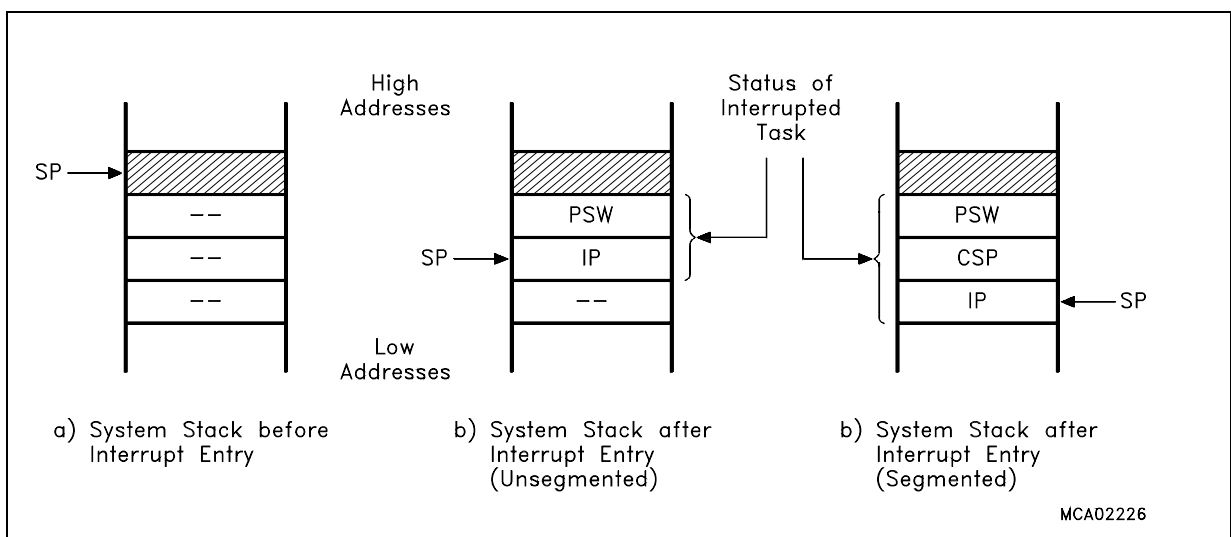 High
Addresses
Status of
Interrupted
Task
SP
--
--
--
PSW
SP
IP
--
PSW
CSP
IP
SP
Low
Addresses
a) System Stack before
Interrupt Entry
b) System Stack after
Interrupt Entry
(Unsegmented)
b) System Stack after
Interrupt Entry
(Segmented)
MCA02226